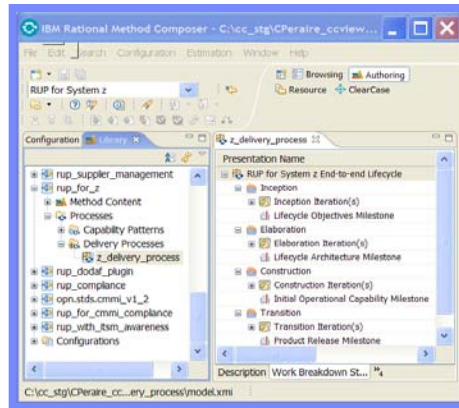 IBM Rational Method Composer - C:\cc_stg\CPeraire_ccview...
File Edit Search Configuration Estimation Window Help
Browsing Authoring
RUP for System z
Resource ClearCase
Configuration Library
z_delivery_process
rup_supplier_management
rup_for_z
Method Content
Processes
Capability Patterns
Delivery Processes
z_delivery_process
rup_dodaf_plugin
rup_compliance
opn.stds.cmmi_v1_2
rup_for_cmmi_compliance
rup_with_itsm_awareness
Configurations
Presentation Name
RUP for System z End-to-end Lifecycle
Inception
Inception Iteration(s)
Lifecycle Objectives Milestone
Elaboration
Elaboration Iteration(s)
Lifecycle Architecture Milestone
Construction
Construction Iteration(s)
Initial Operational Capability Milestone
Transition
Transition Iteration(s)
Product Release Milestone
Description Work Breakdown St... »4
C:\cc_stg\CPeraire_cc...ery_process\model.xmi